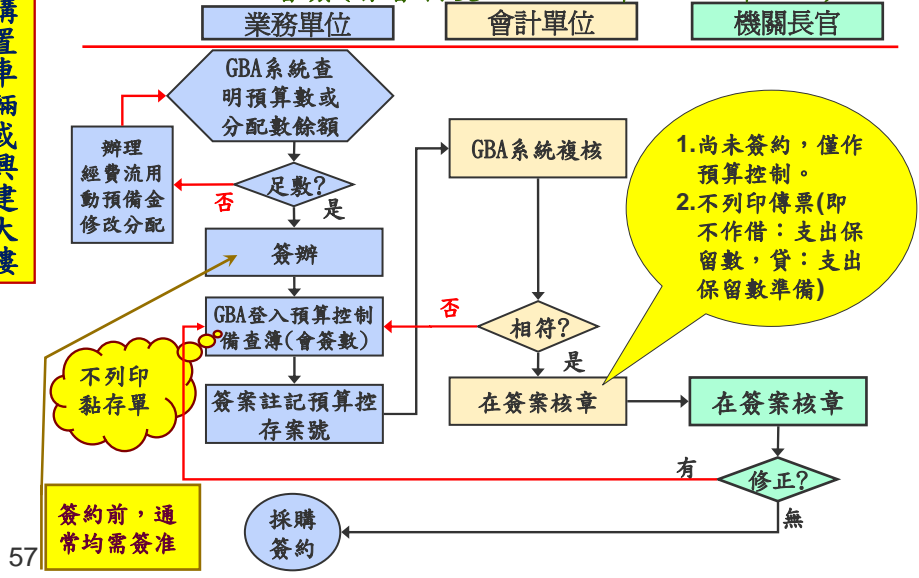 購
置
車
輛
或
興
建
大
樓
業務單位
會計單位
機關長官
GBA系統查
明預算數或
分配數餘額
辦理
經費流用
動預備金
修改分配
足敷?
否
是
簽辦
GBA登入預算控制
備查簿(會簽數)
不列印
黏存單
簽案註記預算控
存案號
GBA系統複核
相符?
否
是
在簽案核章
1.尚未簽約，僅作
預算控制。
2.不列印傳票(即
不作借：支出保
留數，貸：支出
保留數準備)
在簽案核章
修正?
有
無
採購
簽約
簽約前，通
常均需簽准
57